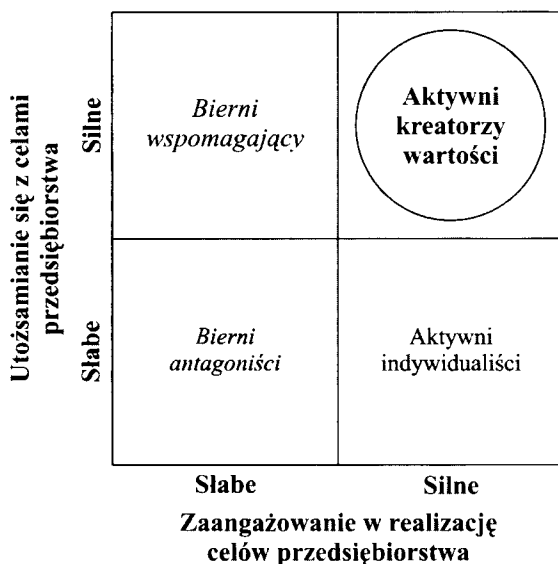 Utożsamianie się z celami
przedsiębiorstwa
Silne
Słabe
Bierni
wspomagający
Aktywni
kreatorzy
wartości
Bierni
antagoniści
Aktywni
indywidualiści
Słabe
Silne
Zaangażowanie w realizację
celów przedsiębiorstwa